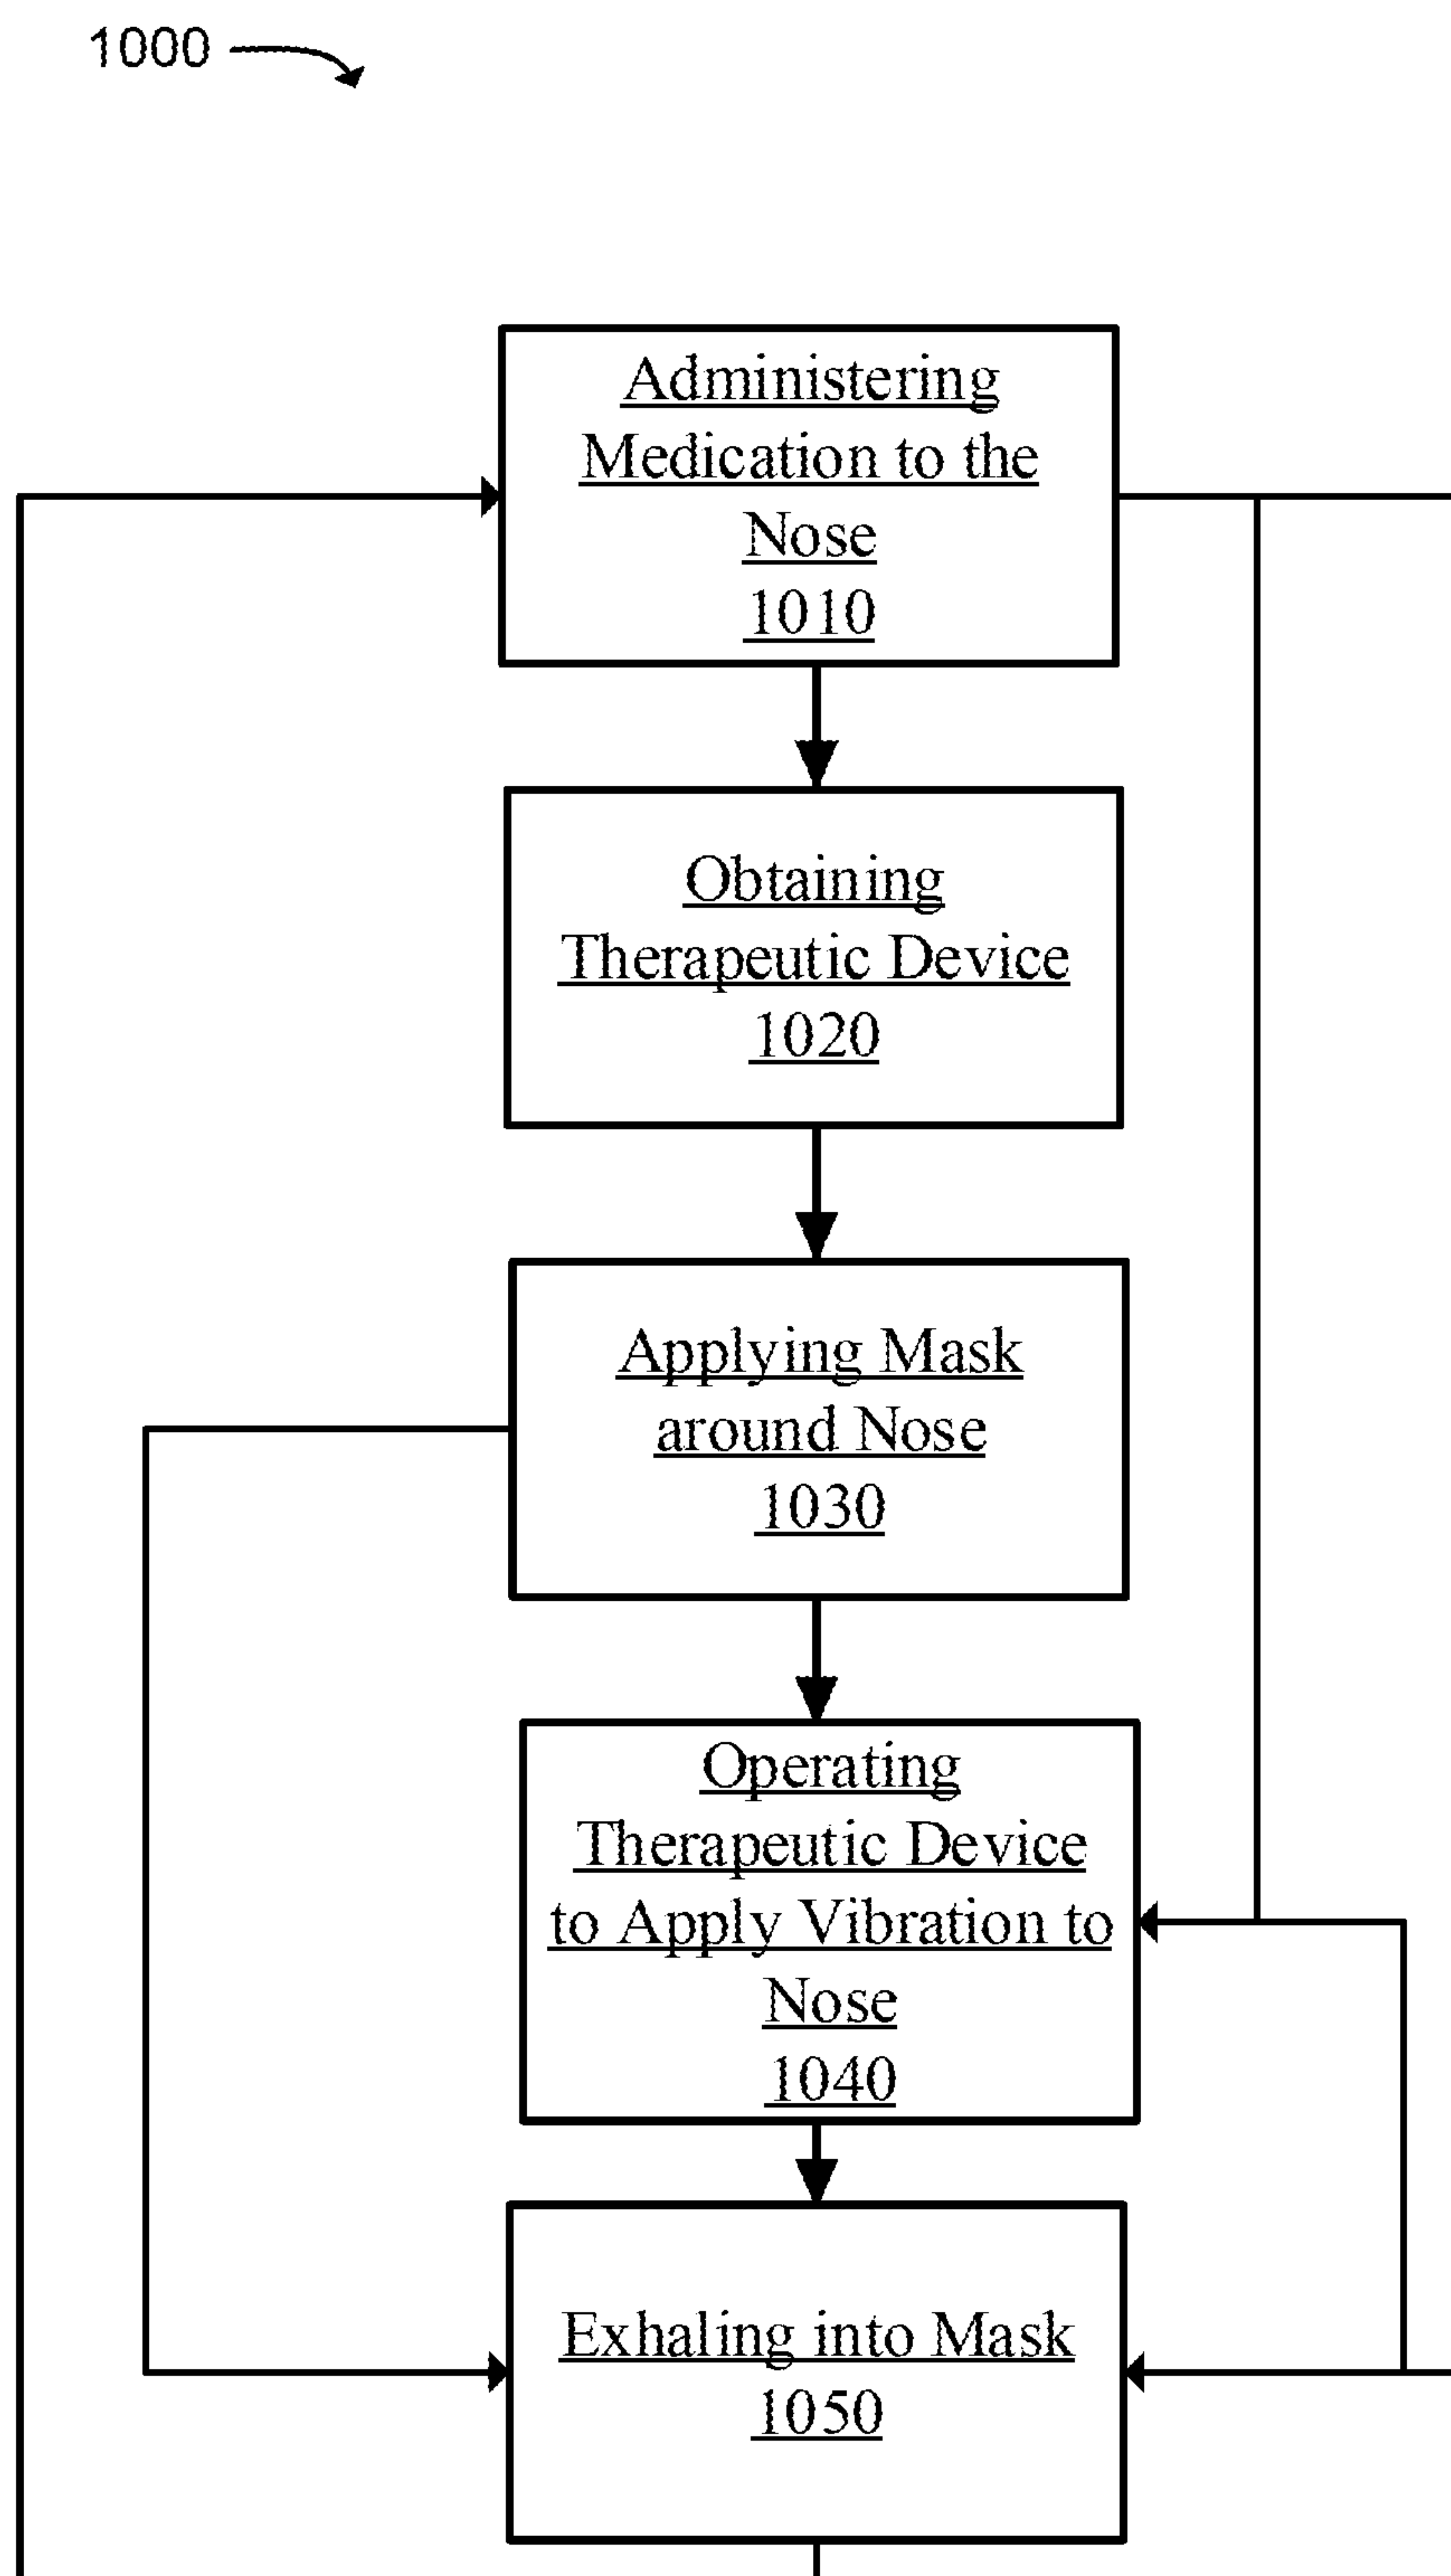 1000
Administering
Medication to the
Nose
1010
Obtaining
Therapeutic Device
1020
Applying Mask
around Nose
1030
Operating
Therapeutic Device
to Apply Vibration to
Nose
1040
Exhaling into Mask
1050